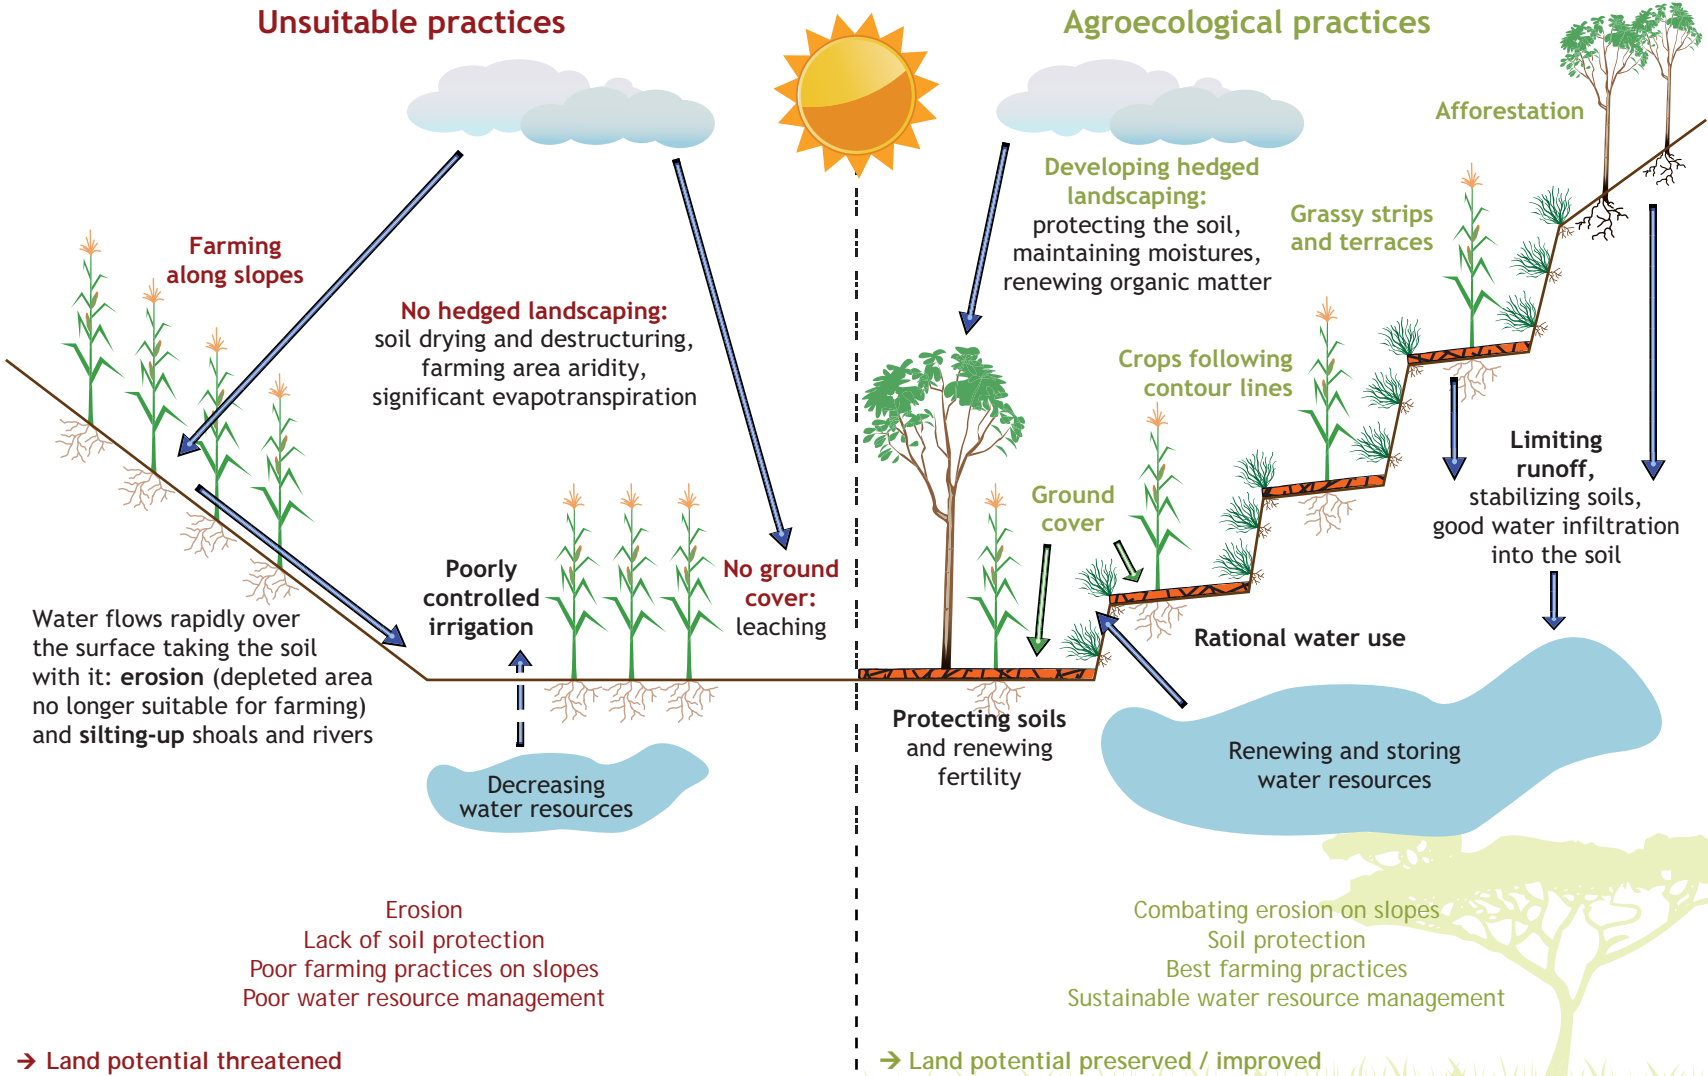 Unsuitable practices
Farming
along slopes
No hedged landscaping:
soil drying and destructuring,
farming area aridity,
significant evapotranspiration
Poorly
controlled
irrigation
No ground
cover:
leaching
Water flows rapidly over
the surface taking the soil
with it: erosion (depleted area
no longer suitable for farming)
and silting-up shoals and rivers
Decreasing
water resources
Erosion
Lack of soil protection
Poor farming practices on slopes
Poor water resource management
→ Land potential threatened
Agroecological practices
Afforestation
Developing hedged
landscaping:
protecting the soil,
maintaining moistures,
renewing organic matter
Grassy strips
and terraces
Crops following
contour lines
Ground
cover
Limiting
runoff,
stabilizing soils,
good water infiltration
into the soil
Rational water use
Protecting soils
and renewing
fertility
Renewing and storing
water resources
Combating erosion on slopes
Soil protection
Best farming practices
Sustainable water resource management
→ Land potential preserved / improved